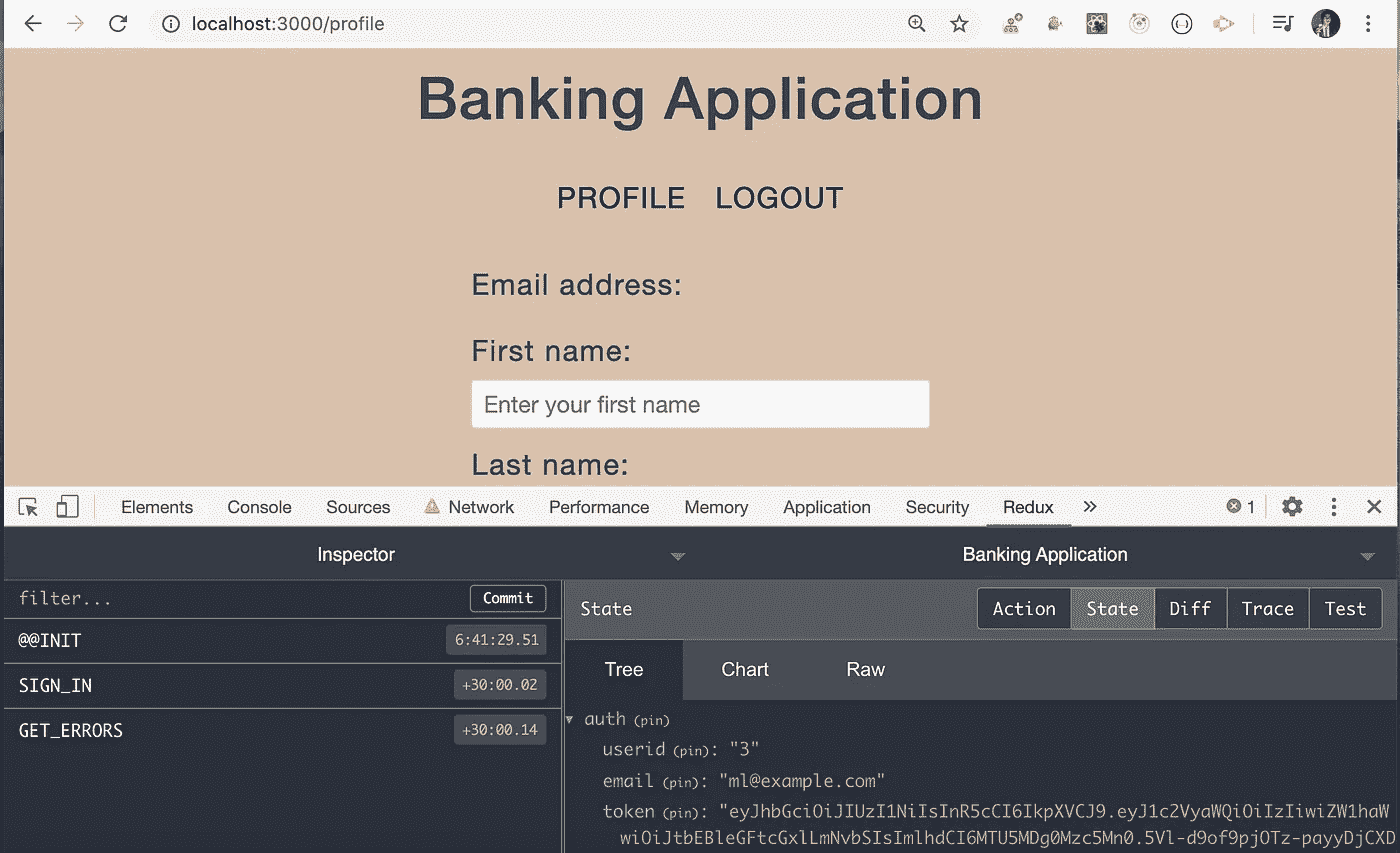 localhost:3000/profile
Banking Application
PROFILE LOGOUT
Email address:
First name:
Enter your first name
Last name:
Elements Console Sources Network Performance Memory Application Security Redux » 1
Inspector Banking Application
filter... Commit State Action State Diff Trace Test
@@INIT 6:41:29.51
Tree Chart Raw
SIGN_IN +30:00.02
auth (pin)
GET_ERRORS +30:00.14
userid (pin): "3"
email (pin): "ml@example.com"
token (pin): "eyJhbGciOiJIUzI1NiIsInR5cCI6IkpXVCJ9.eyJ1c2VyaWQiOiIzIiwiZW1haW
wiOiJtbEBleGFtcGxlLmNvbSIsImlhdCI6MTU5MDg0Mzc5Mn0.5Vl-d9of9pjOTz-payyDjCXD